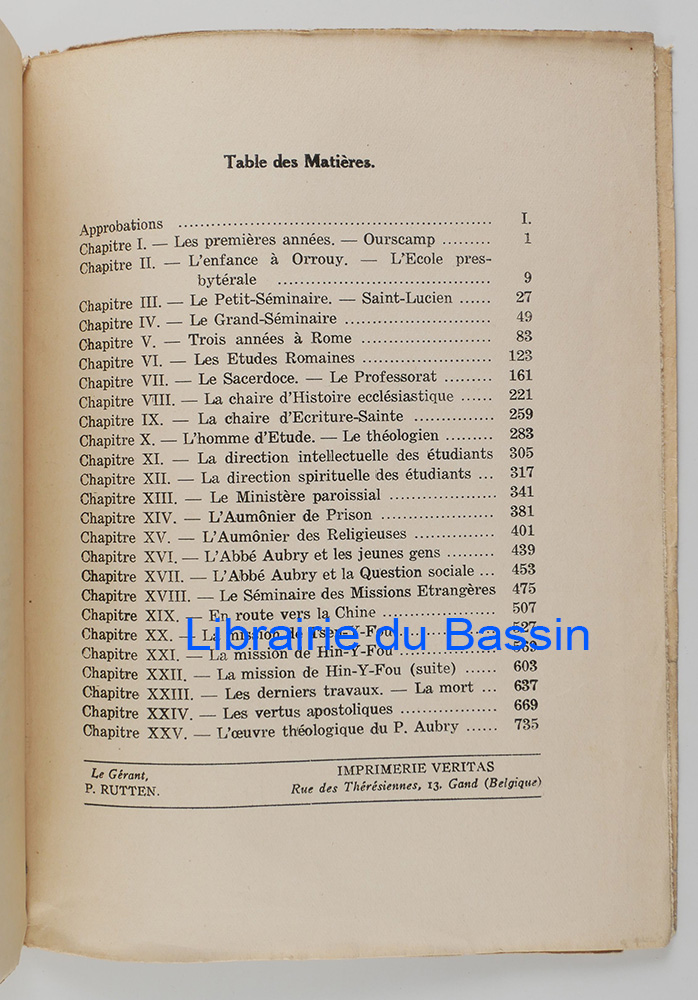 Table des Matières.
Approbations ........ I.
Chapitre I. — Les premières années. — Ourscamp ........ 1
Chapitre II. — L'enfance à Orrouy. — L'Ecole pres-
bytérale ........ 9
Chapitre III. — Le Petit-Séminaire. — Saint-Lucien ...... 27
Chapitre IV. — Le Grand-Séminaire ........ 49
Chapitre V. — Trois années à Rome ........ 83
Chapitre VI. — Les Etudes Romaines ........ 123
Chapitre VII. — Le Sacerdoce. — Le Professorat ........ 161
Chapitre VIII. — La chaire d'Histoire ecclésiastique ...... 221
Chapitre IX. — La chaire d'Ecriture-Sainte ........ 259
Chapitre X. — L'homme d'Etude. — Le théologien ........ 283
Chapitre XI. — La direction intellectuelle des étudiants 305
Chapitre XII. — La direction spirituelle des étudiants ... 317
Chapitre XIII. — Le Ministère paroissial ........ 341
Chapitre XIV. — L'Aumônier de Prison ........ 381
Chapitre XV. — L'Aumônier des Religieuses ........ 401
Chapitre XVI. — L'Abbé Aubry et les jeunes gens ........ 439
Chapitre XVII. — L'Abbé Aubry et la Question sociale ... 453
Chapitre XVIII. — Le Séminaire des Missions Etrangères 475
Chapitre XIX. — En route vers la Chine ........ 507
Chapitre XX. — La mission de Tsen-Y-Fou ........ 527
Librairie du Bassin
Chapitre XXI. — La mission de Hin-Y-Fou ........
Chapitre XXII. — La mission de Hin-Y-Fou (suite) ...... 603
Chapitre XXIII. — Les derniers travaux. — La mort ... 637
Chapitre XXIV. — Les vertus apostoliques ........ 669
Chapitre XXV. — L'œuvre théologique du P. Aubry ...... 735
Le Gérant,
P. RUTTEN.
IMPRIMERIE VERITAS
Rue des Thérésiennes, 13, Gand (Belgique)